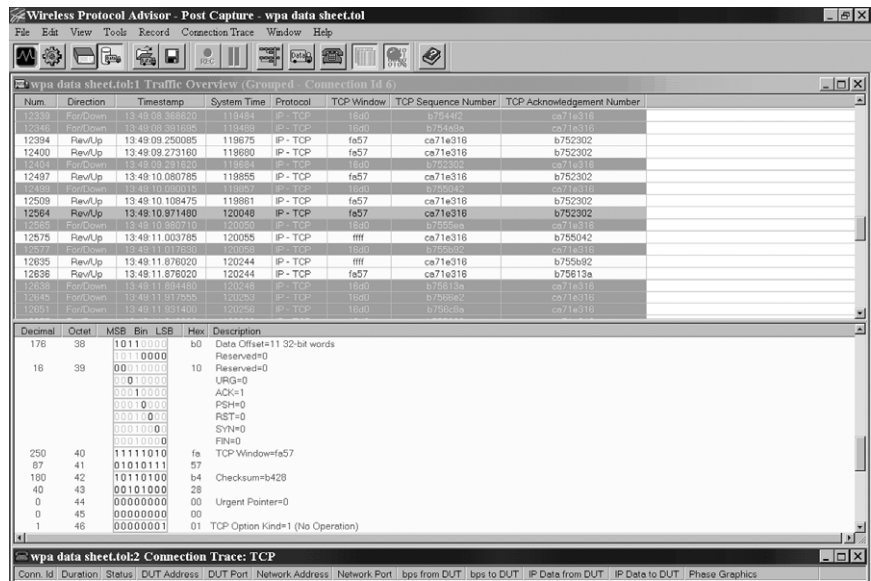 Wireless Protocol Advisor - Post Capture - wpa data sheet.tol
File Edit View Tools Record Connection Trace Window Help
REC Data
wpa data sheet.tol:1 Traffic Overview (Grouped - Connection Id 6)
Num. Direction Timestamp System Time Protocol TCP Window TCP Sequence Number TCP Acknowledgement Number
12339 For/Down 13:49:08.368620 119484 IP - TCP 16d0 b7544f2 ca71e316
12346 For/Down 13:49:08.391695 119489 IP - TCP 16d0 b754a9a ca71e316
12394 Rev/Up 13:49:09.250085 119675 IP - TCP fa57 ca71e316 b752302
12400 Rev/Up 13:49:09.273160 119680 IP - TCP fa57 ca71e316 b752302
12404 For/Down 13:49:09.291620 119684 IP - TCP 16d0 b752302 ca71e316
12497 Rev/Up 13:49:10.080785 119855 IP - TCP fa57 ca71e316 b752302
12499 For/Down 13:49:10.090015 119857 IP - TCP 16d0 b755042 ca71e316
12509 Rev/Up 13:49:10.108475 119861 IP - TCP fa57 ca71e316 b752302
12564 Rev/Up 13:49:10.971480 120048 IP - TCP fa57 ca71e316 b752302
12565 For/Down 13:49:10.980710 120050 IP - TCP 16d0 b7555ea ca71e316
12575 Rev/Up 13:49:11.003785 120055 IP - TCP ffff ca71e316 b755042
12577 For/Down 13:49:11.017630 120058 IP - TCP 16d0 b755b92 ca71e316
12635 Rev/Up 13:49:11.876020 120244 IP - TCP ffff ca71e316 b755b92
12636 Rev/Up 13:49:11.876020 120244 IP - TCP fa57 ca71e316 b75613a
12638 For/Down 13:49:11.894480 120248 IP - TCP 16d0 b75613a ca71e316
12645 For/Down 13:49:11.917555 120253 IP - TCP 16d0 b7566e2 ca71e316
12651 For/Down 13:49:11.931400 120256 IP - TCP 16d0 b756c8a ca71e316
Decimal Octet MSB Bin LSB Hex Description
176 38 10110000 b0 Data Offset=11 32-bit words
10110000 Reserved=0
16 39 00010000 10 Reserved=0
00010000 URG=0
00010000 ACK=1
00010000 PSH=0
00010000 RST=0
00010000 SYN=0
00010000 FIN=0
250 40 11111010 fa TCP Window=fa57
87 41 01010111 57
180 42 10110100 b4 Checksum=b428
40 43 00101000 28
0 44 00000000 00 Urgent Pointer=0
0 45 00000000 00
1 46 00000001 01 TCP Option Kind=1 (No Operation)
wpa data sheet.tol:2 Connection Trace: TCP
Conn. Id Duration Status DUT Address DUT Port Network Address Network Port bps from DUT bps to DUT IP Data from DUT IP Data to DUT Phase Graphics